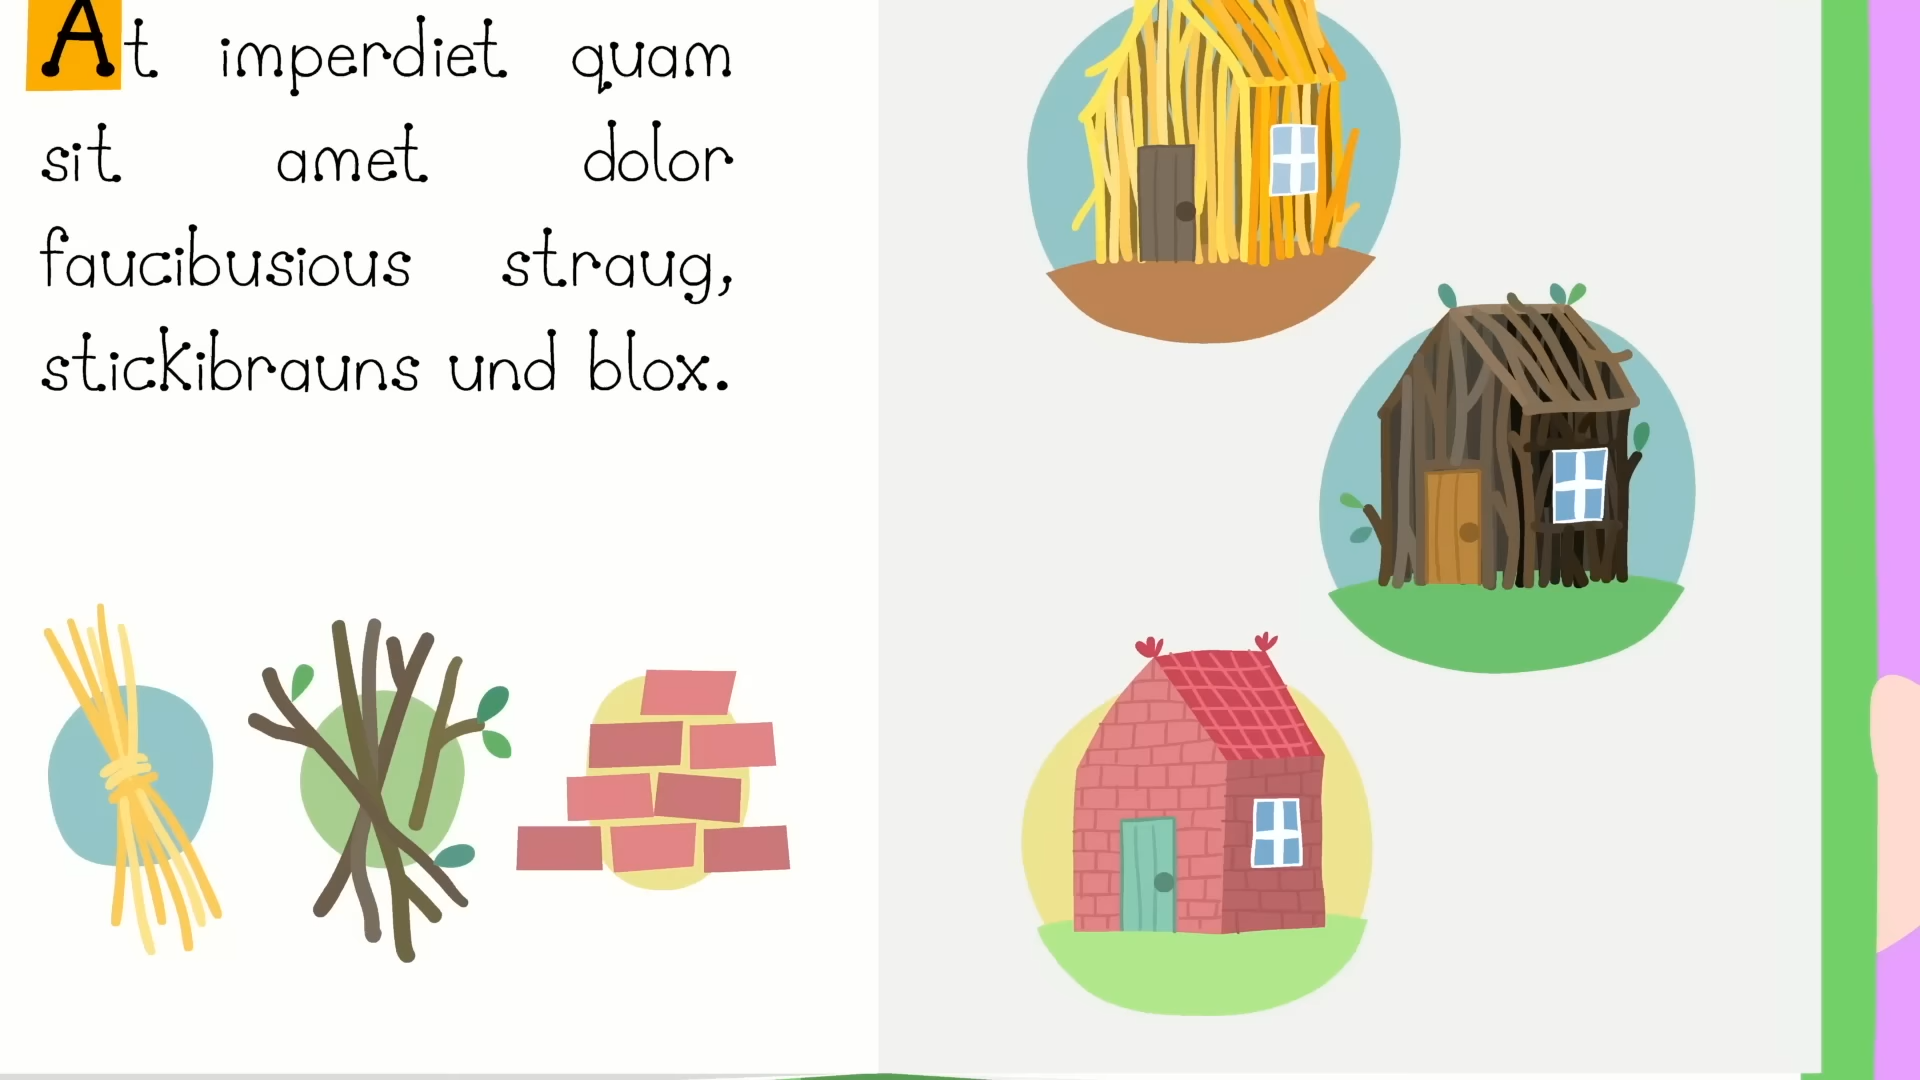 At imperdiet quam
sit amet dolor
faucibusious straug,
stickibrauns und blox.